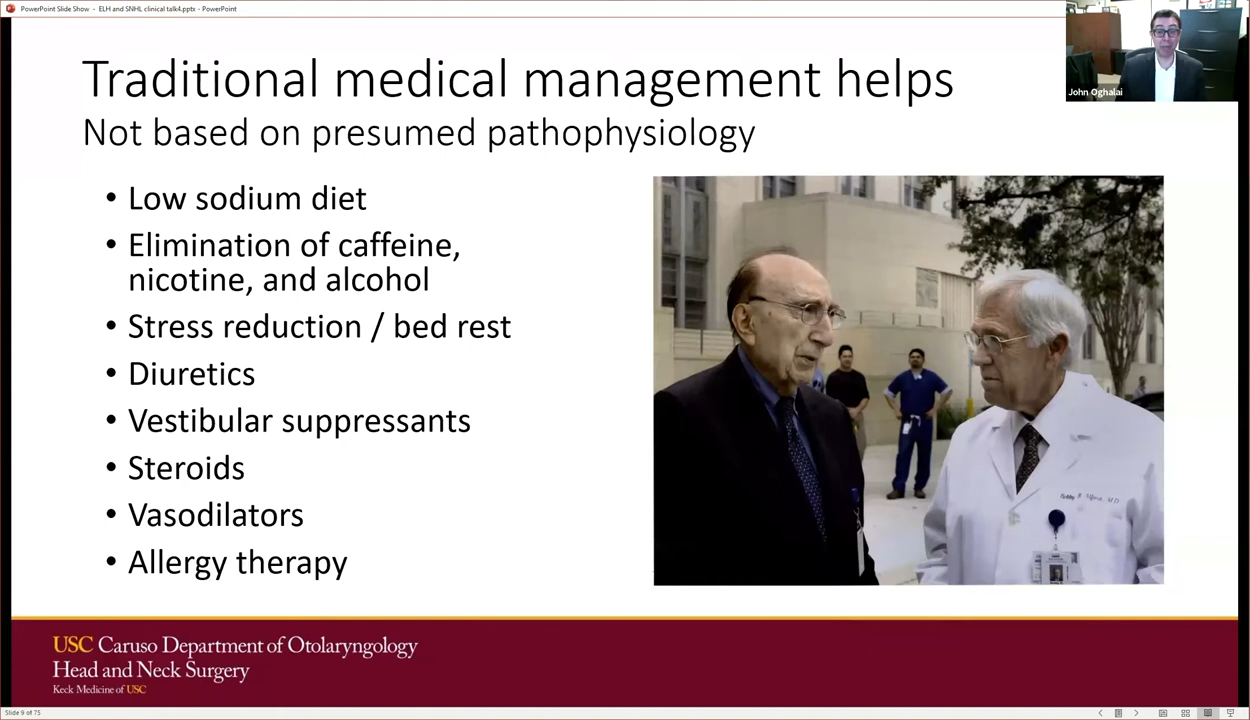 PowerPoint Slide Show - ELH and SNHL clinical talk4.pptx - PowerPoint
John Oghalai
Traditional medical management helps
Not based on presumed pathophysiology
• Low sodium diet
• Elimination of caffeine,
nicotine, and alcohol
• Stress reduction / bed rest
• Diuretics
• Vestibular suppressants
• Steroids
• Vasodilators
• Allergy therapy
USC Caruso Department of Otolaryngology
Head and Neck Surgery
Keck Medicine of USC
Slide 9 of 75